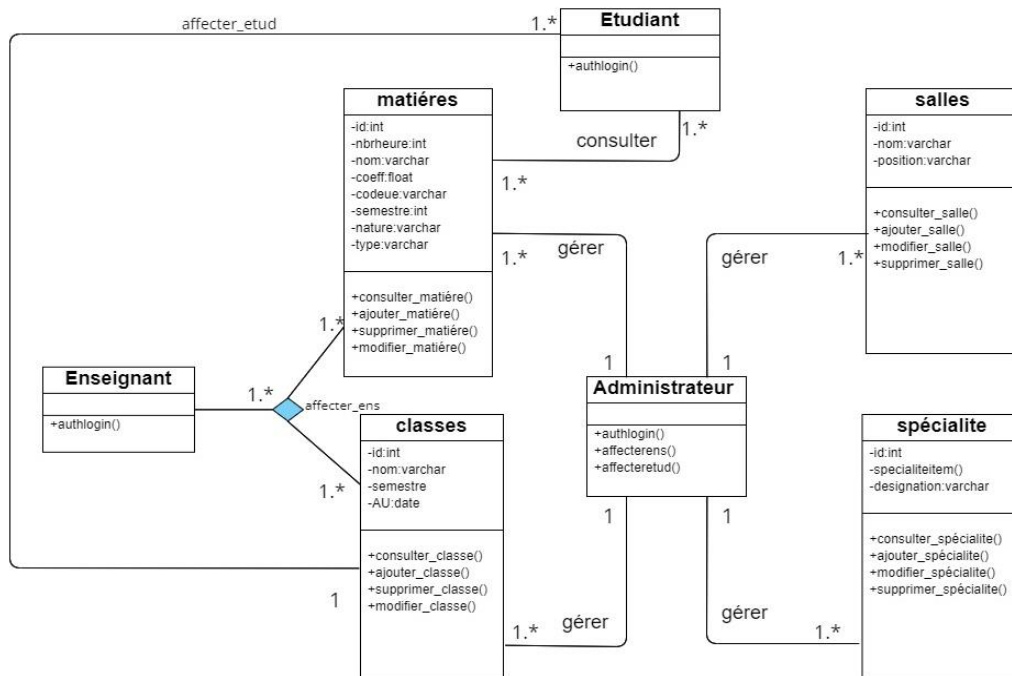 affecter_etud
1.*
Etudiant
+authlogin()
1.*
consulter
matiéres
-id:int
-nbrheure:int
-nom:varchar
-coeff:float
-codeue:varchar
-semestre:int
-nature:varchar
-type:varchar
+consulter_matiére()
+ajouter_matiére()
+supprimer_matiére()
+modifier_matiére()
1.*
1.*
gérer
1.*
salles
-id:int
-nom:varchar
-position:varchar
+consulter_salle()
+ajouter_salle()
+modifier_salle()
+supprimer_salle()
gérer
1.*
Enseignant
+authlogin()
1.*
affecter_ens
1.*
1
1
Administrateur
+authlogin()
+affecterens()
+affecteretud()
1
1
classes
-id:int
-nom:varchar
-semestre
-AU:date
+consulter_classe()
+ajouter_classe()
+supprimer_classe()
+modifier_classe()
1
1.*
gérer
spécialite
-id:int
-specialiteitem()
-designation:varchar
+consulter_spécialite()
+ajouter_spécialite()
+modifier_spécialite()
+supprimer_spécialite()
gérer
1.*